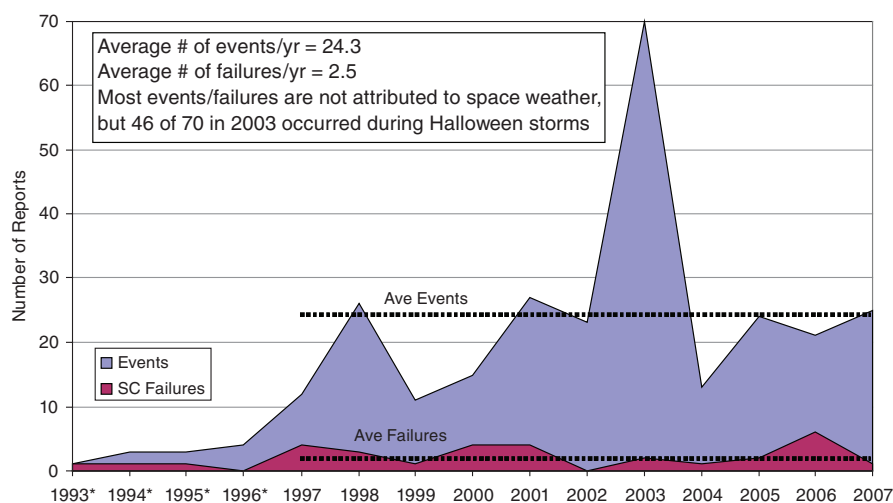 Average # of events/yr = 24.3
Average # of failures/yr = 2.5
Most events/failures are not attributed to space weather,
but 46 of 70 in 2003 occurred during Halloween storms
70
60
50
40
30
20
10
0
Number of Reports
Ave Events
Events
SC Failures
Ave Failures
1993* 1994* 1995* 1996* 1997 1998 1999 2000 2001 2002 2003 2004 2005 2006 2007